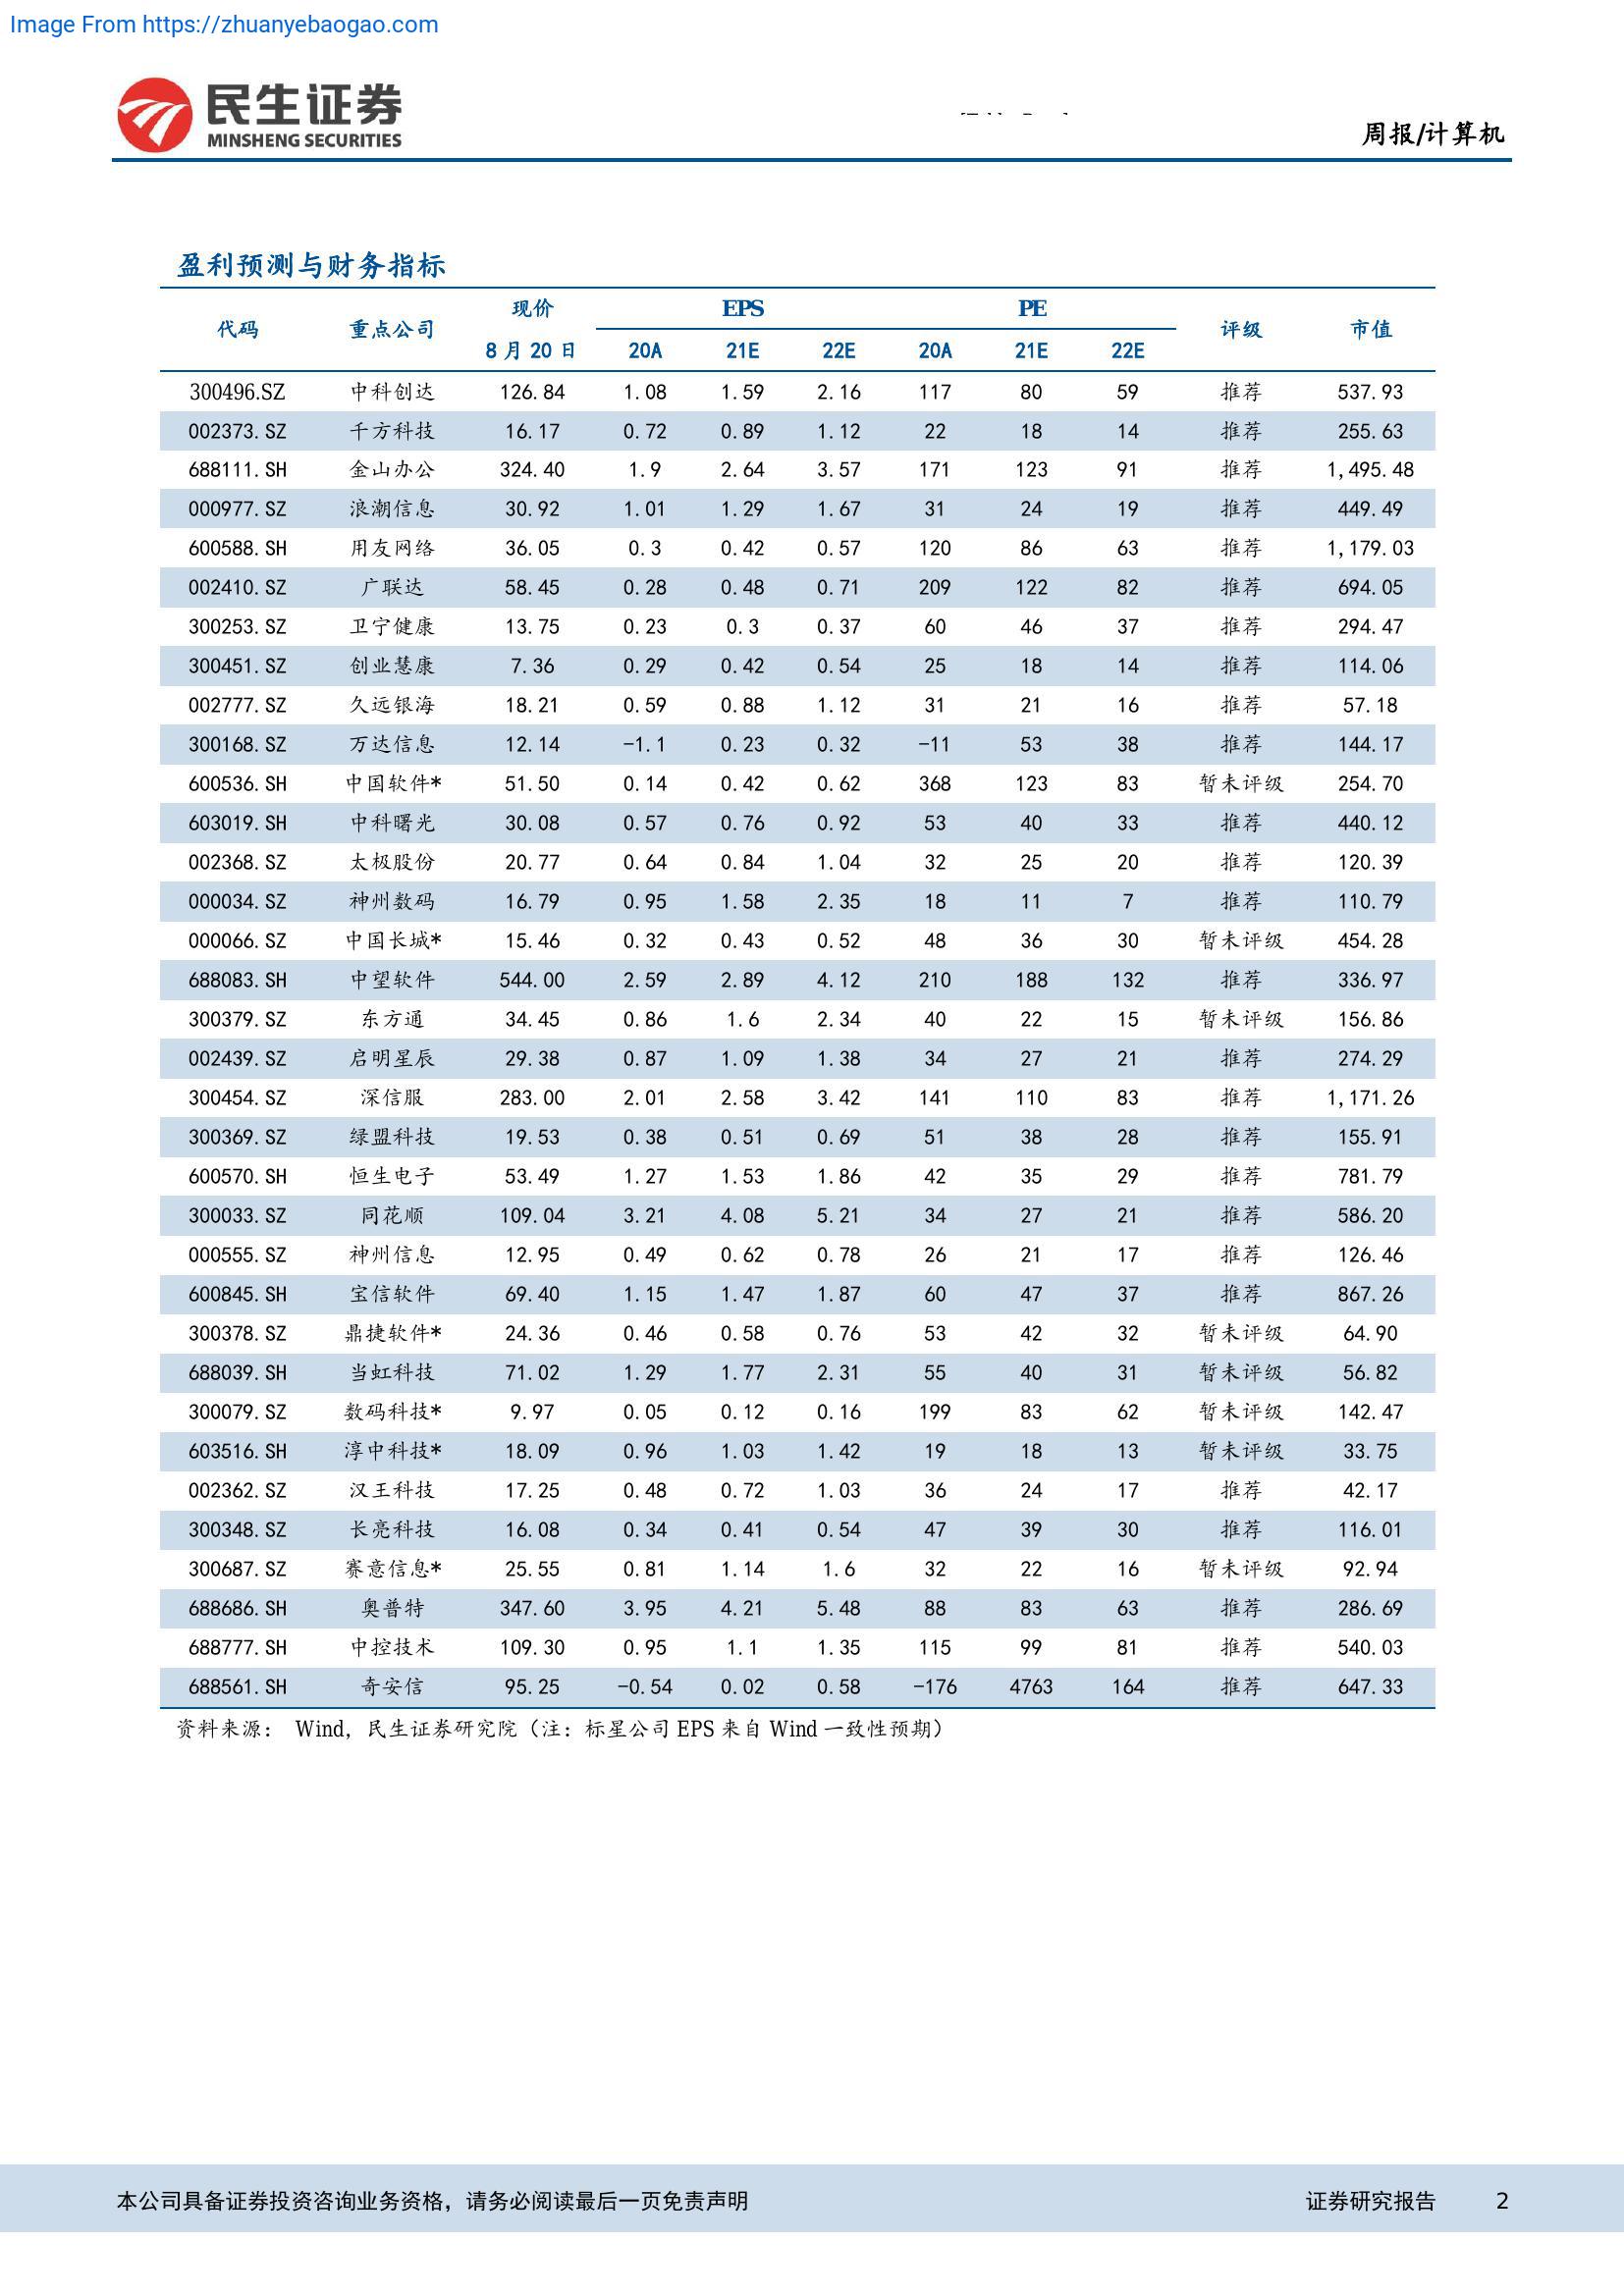 Image From https://zhuanyebaogao.com
民生证券
MINSHENG SECURITIES
周报/计算机
盈利预测与财务指标
代码 重点公司 现价 EPS PE 评级 市值
8 月 20 日 20A 21E 22E 20A 21E 22E
300496.SZ 中科创达 126.84 1.08 1.59 2.16 117 80 59 推荐 537.93
002373.SZ 千方科技 16.17 0.72 0.89 1.12 22 18 14 推荐 255.63
688111.SH 金山办公 324.40 1.9 2.64 3.57 171 123 91 推荐 1,495.48
000977.SZ 浪潮信息 30.92 1.01 1.29 1.67 31 24 19 推荐 449.49
600588.SH 用友网络 36.05 0.3 0.42 0.57 120 86 63 推荐 1,179.03
002410.SZ 广联达 58.45 0.28 0.48 0.71 209 122 82 推荐 694.05
300253.SZ 卫宁健康 13.75 0.23 0.3 0.37 60 46 37 推荐 294.47
300451.SZ 创业慧康 7.36 0.29 0.42 0.54 25 18 14 推荐 114.06
002777.SZ 久远银海 18.21 0.59 0.88 1.12 31 21 16 推荐 57.18
300168.SZ 万达信息 12.14 -1.1 0.23 0.32 -11 53 38 推荐 144.17
600536.SH 中国软件* 51.50 0.14 0.42 0.62 368 123 83 暂未评级 254.70
603019.SH 中科曙光 30.08 0.57 0.76 0.92 53 40 33 推荐 440.12
002368.SZ 太极股份 20.77 0.64 0.84 1.04 32 25 20 推荐 120.39
000034.SZ 神州数码 16.79 0.95 1.58 2.35 18 11 7 推荐 110.79
000066.SZ 中国长城* 15.46 0.32 0.43 0.52 48 36 30 暂未评级 454.28
688083.SH 中望软件 544.00 2.59 2.89 4.12 210 188 132 推荐 336.97
300379.SZ 东方通 34.45 0.86 1.6 2.34 40 22 15 暂未评级 156.86
002439.SZ 启明星辰 29.38 0.87 1.09 1.38 34 27 21 推荐 274.29
300454.SZ 深信服 283.00 2.01 2.58 3.42 141 110 83 推荐 1,171.26
300369.SZ 绿盟科技 19.53 0.38 0.51 0.69 51 38 28 推荐 155.91
600570.SH 恒生电子 53.49 1.27 1.53 1.86 42 35 29 推荐 781.79
300033.SZ 同花顺 109.04 3.21 4.08 5.21 34 27 21 推荐 586.20
000555.SZ 神州信息 12.95 0.49 0.62 0.78 26 21 17 推荐 126.46
600845.SH 宝信软件 69.40 1.15 1.47 1.87 60 47 37 推荐 867.26
300378.SZ 鼎捷软件* 24.36 0.46 0.58 0.76 53 42 32 暂未评级 64.90
688039.SH 当虹科技 71.02 1.29 1.77 2.31 55 40 31 暂未评级 56.82
300079.SZ 数码科技* 9.97 0.05 0.12 0.16 199 83 62 暂未评级 142.47
603516.SH 淳中科技* 18.09 0.96 1.03 1.42 19 18 13 暂未评级 33.75
002362.SZ 汉王科技 17.25 0.48 0.72 1.03 36 24 17 推荐 42.17
300348.SZ 长亮科技 16.08 0.34 0.41 0.54 47 39 30 推荐 116.01
300687.SZ 赛意信息* 25.55 0.81 1.14 1.6 32 22 16 暂未评级 92.94
688686.SH 奥普特 347.60 3.95 4.21 5.48 88 83 63 推荐 286.69
688777.SH 中控技术 109.30 0.95 1.1 1.35 115 99 81 推荐 540.03
688561.SH 奇安信 95.25 -0.54 0.02 0.58 -176 4763 164 推荐 647.33
资料来源: Wind,民生证券研究院(注:标星公司 EPS 来自 Wind 一致性预期)
本公司具备证券投资咨询业务资格,请务必阅读最后一页免责声明 证券研究报告 2